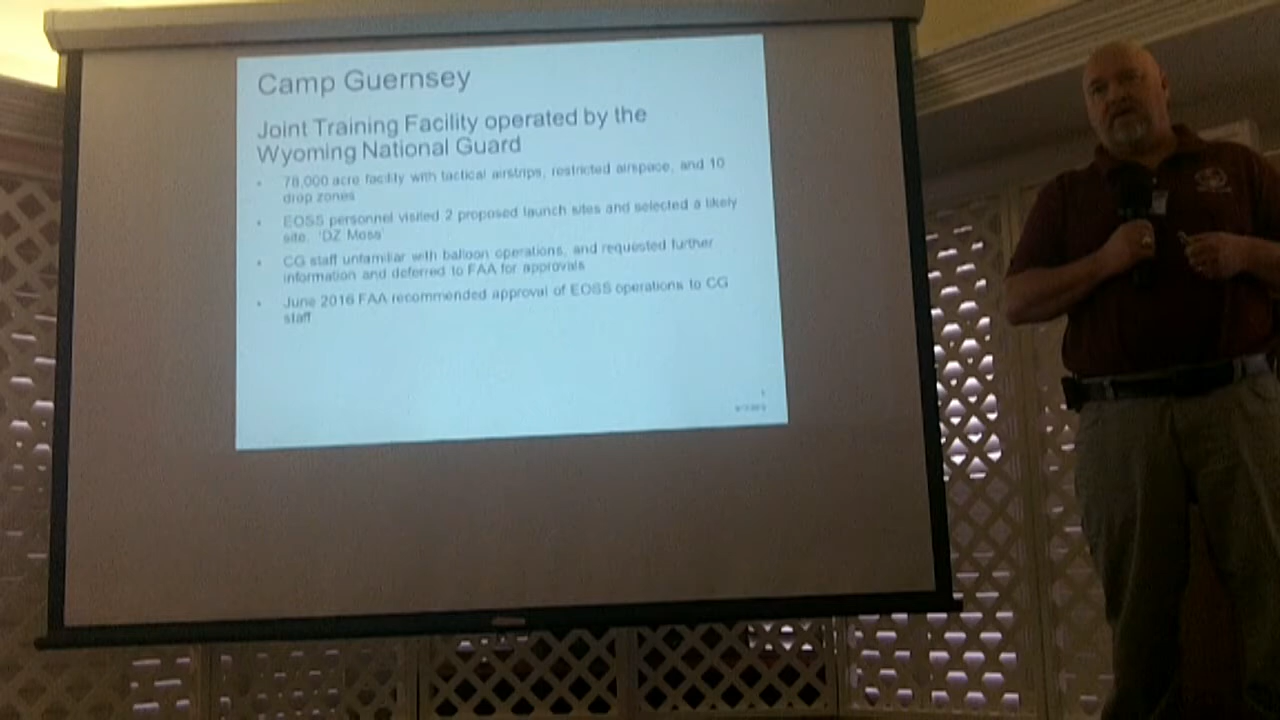 Camp Guernsey
Joint Training Facility operated by the
Wyoming National Guard
• 78,000 acre facility with tactical airstrips, restricted airspace, and 10
drop zones
• EOSS personnel visited 2 proposed launch sites and selected a likely
site. 'DZ Moss'
• CG staff unfamiliar with balloon operations, and requested further
information and deferred to FAA for approvals
• June 2016 FAA recommended approval of EOSS operations to CG
staff